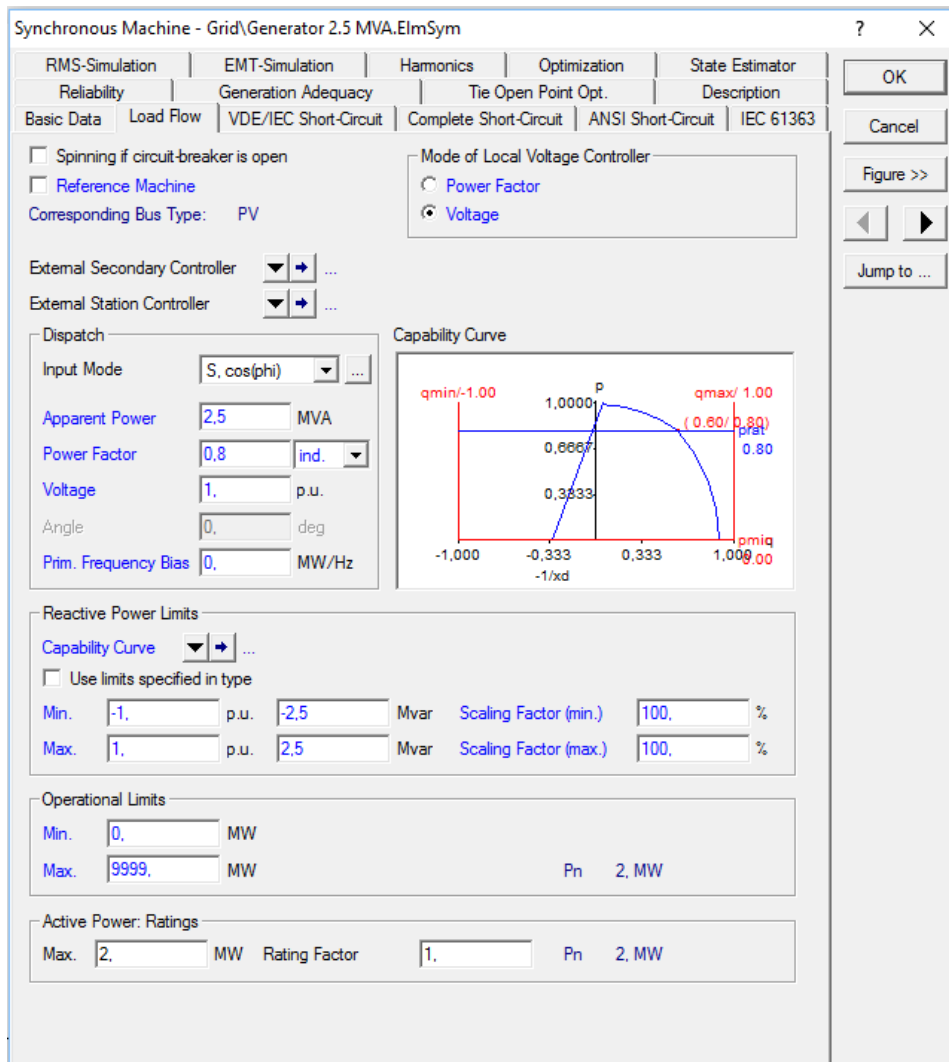 Synchronous Machine - Grid\Generator 2.5 MVA.ElmSym ? X
RMS-Simulation EMT-Simulation Harmonics Optimization State Estimator
Reliability Generation Adequacy Tie Open Point Opt. Description
Basic Data Load Flow VDE/IEC Short-Circuit Complete Short-Circuit ANSI Short-Circuit IEC 61363
OK
Cancel
Figure >>
Jump to ...
Spinning if circuit-breaker is open
Reference Machine
Corresponding Bus Type: PV
Mode of Local Voltage Controller
Power Factor
Voltage
External Secondary Controller ...
External Station Controller ...
Dispatch
Input Mode S, cos(phi) ...
Apparent Power 2,5 MVA
Power Factor 0,8 ind.
Voltage 1, p.u.
Angle 0, deg
Prim. Frequency Bias 0, MW/Hz
Capability Curve
p
qmin/-1.00 1,0000 qmax/ 1.00
( 0.60/ 0.80)
prat
0,6667 0.80
0,3333
pmi
q
-1,000 -0,333 0,333 1,000
0.00
-1/xd
Reactive Power Limits
Capability Curve ...
Use limits specified in type
Min. -1, p.u. -2,5 Mvar Scaling Factor (min.) 100, %
Max. 1, p.u. 2,5 Mvar Scaling Factor (max.) 100, %
Operational Limits
Min. 0, MW
Max. 9999, MW Pn 2, MW
Active Power: Ratings
Max. 2, MW Rating Factor 1, Pn 2, MW